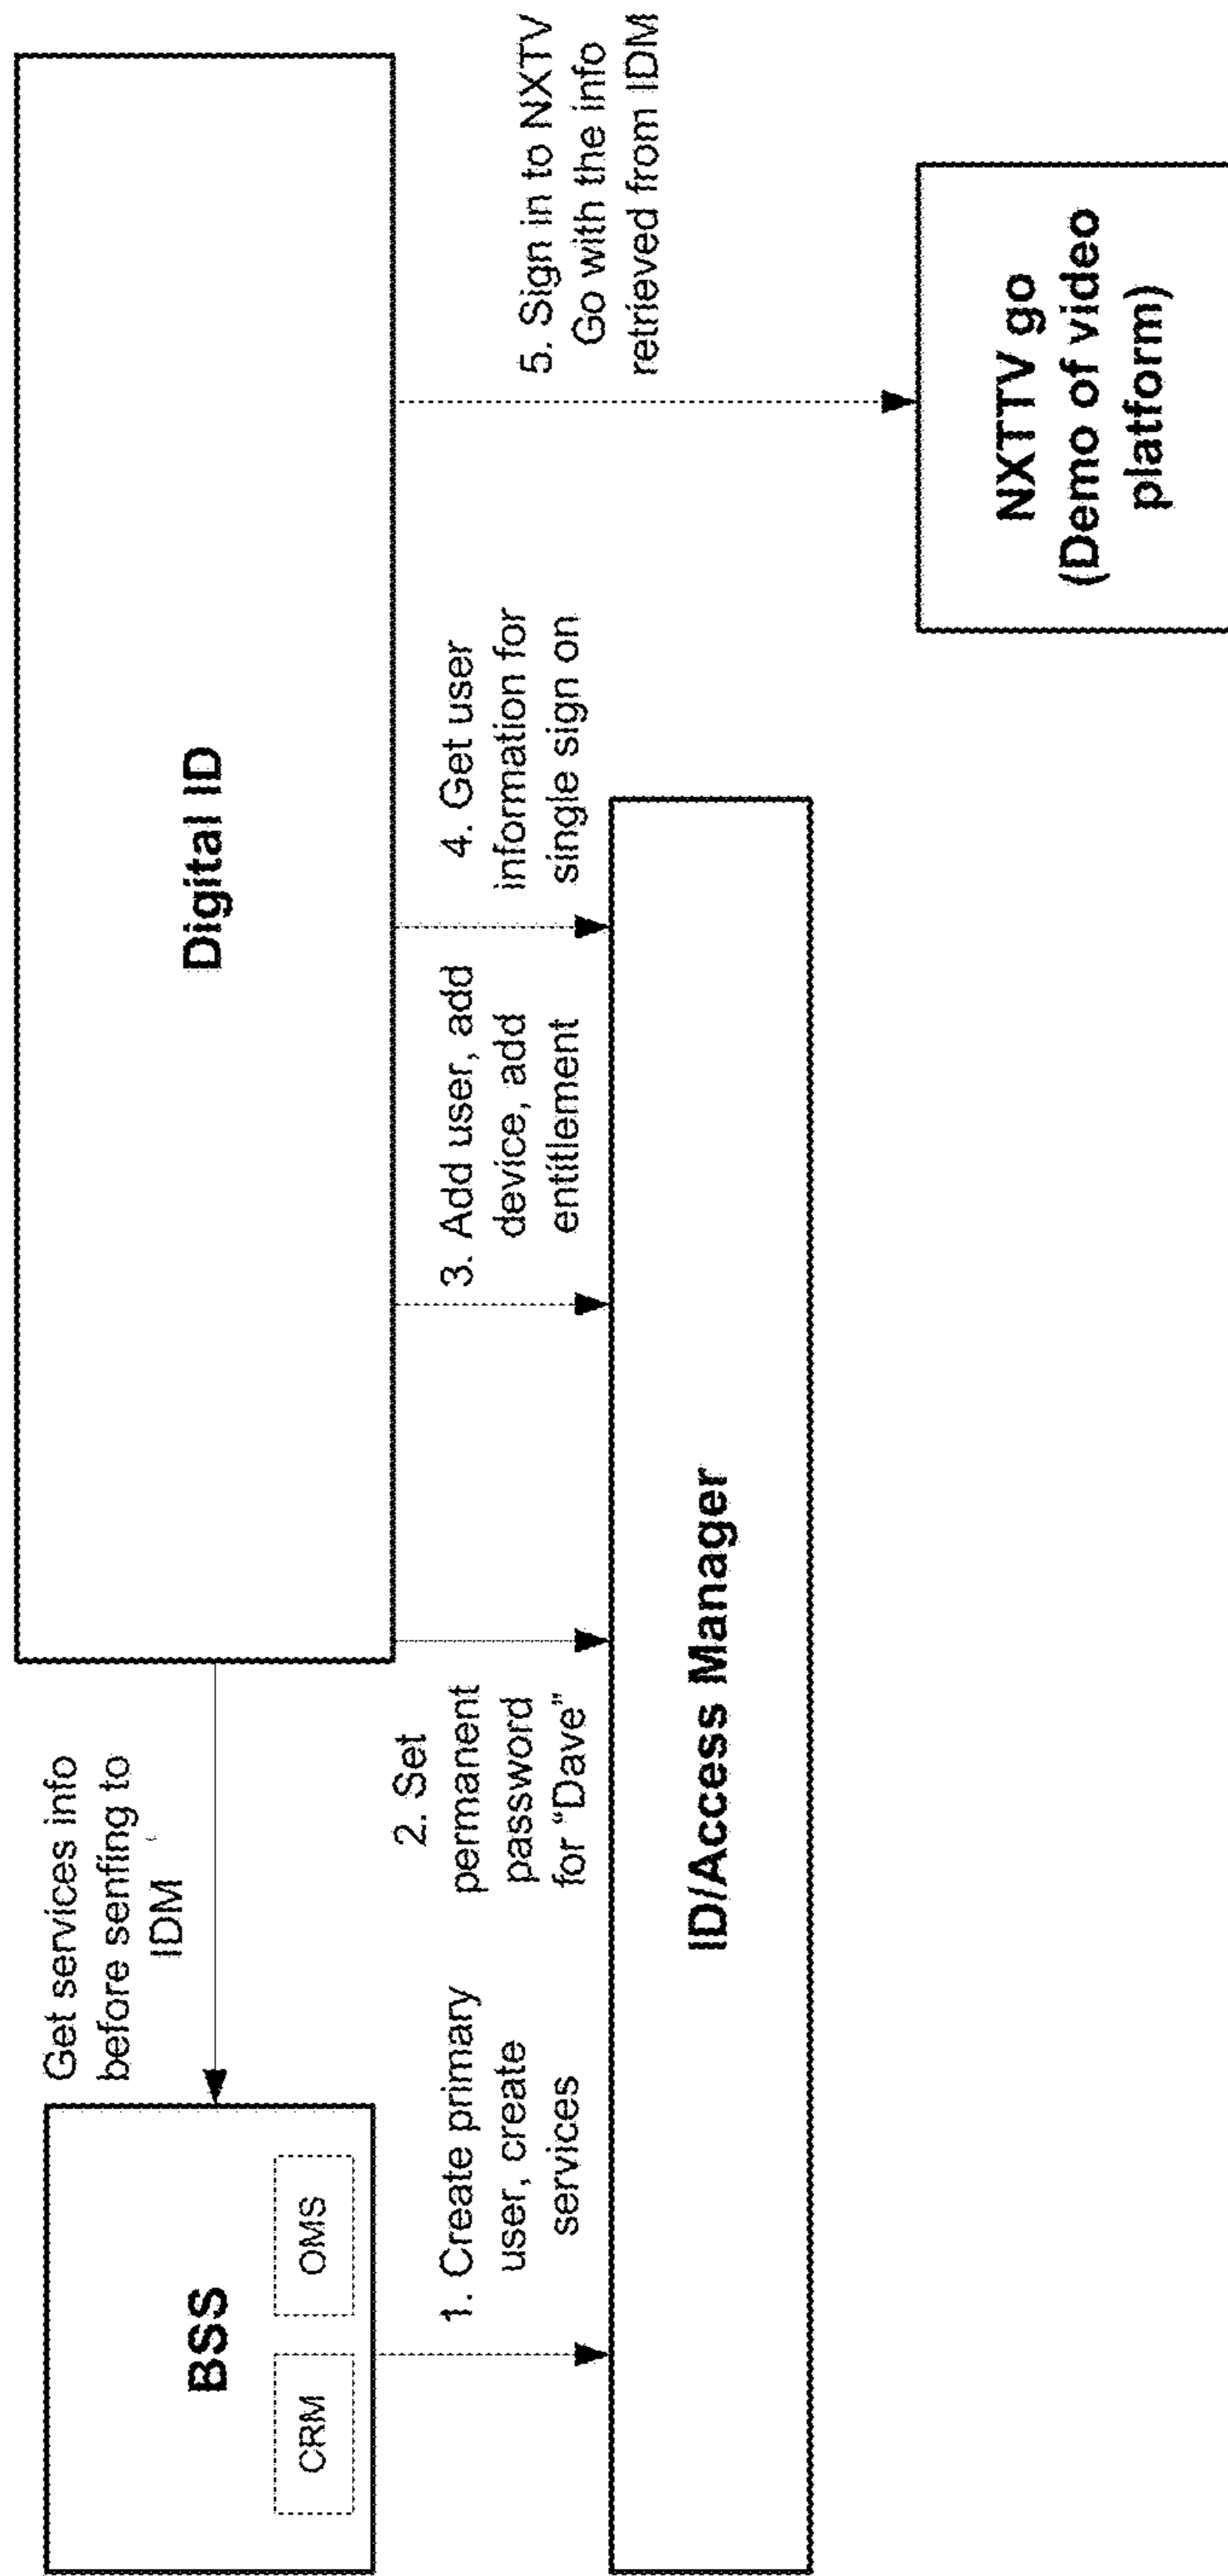 BSS
CRM
OMS
Get services info
before senfing to
IDM
Digital ID
1. Create primary
user, create
services
2. Set
permanent
password
for “Dave”
3. Add user, add
device, add
entitlement
4. Get user
information for
single sign on
5. Sign in to NXTV
Go with the info
retrieved from IDM
ID/Access Manager
NXTTV go
(Demo of video
platform)